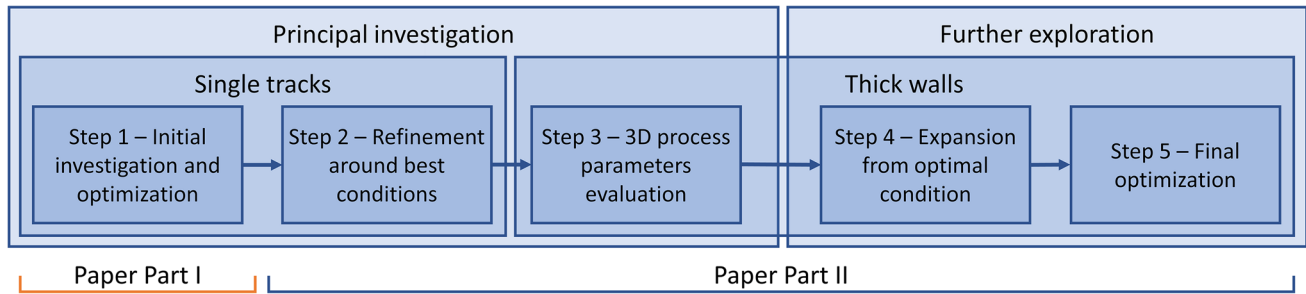 Principal investigation
Further exploration
Single tracks
Thick walls
Step 1 – Initial
investigation and
optimization
Step 2 – Refinement
around best
conditions
Step 3 – 3D process
parameters
evaluation
Step 4 – Expansion
from optimal
condition
Step 5 – Final
optimization
Paper Part I
Paper Part II